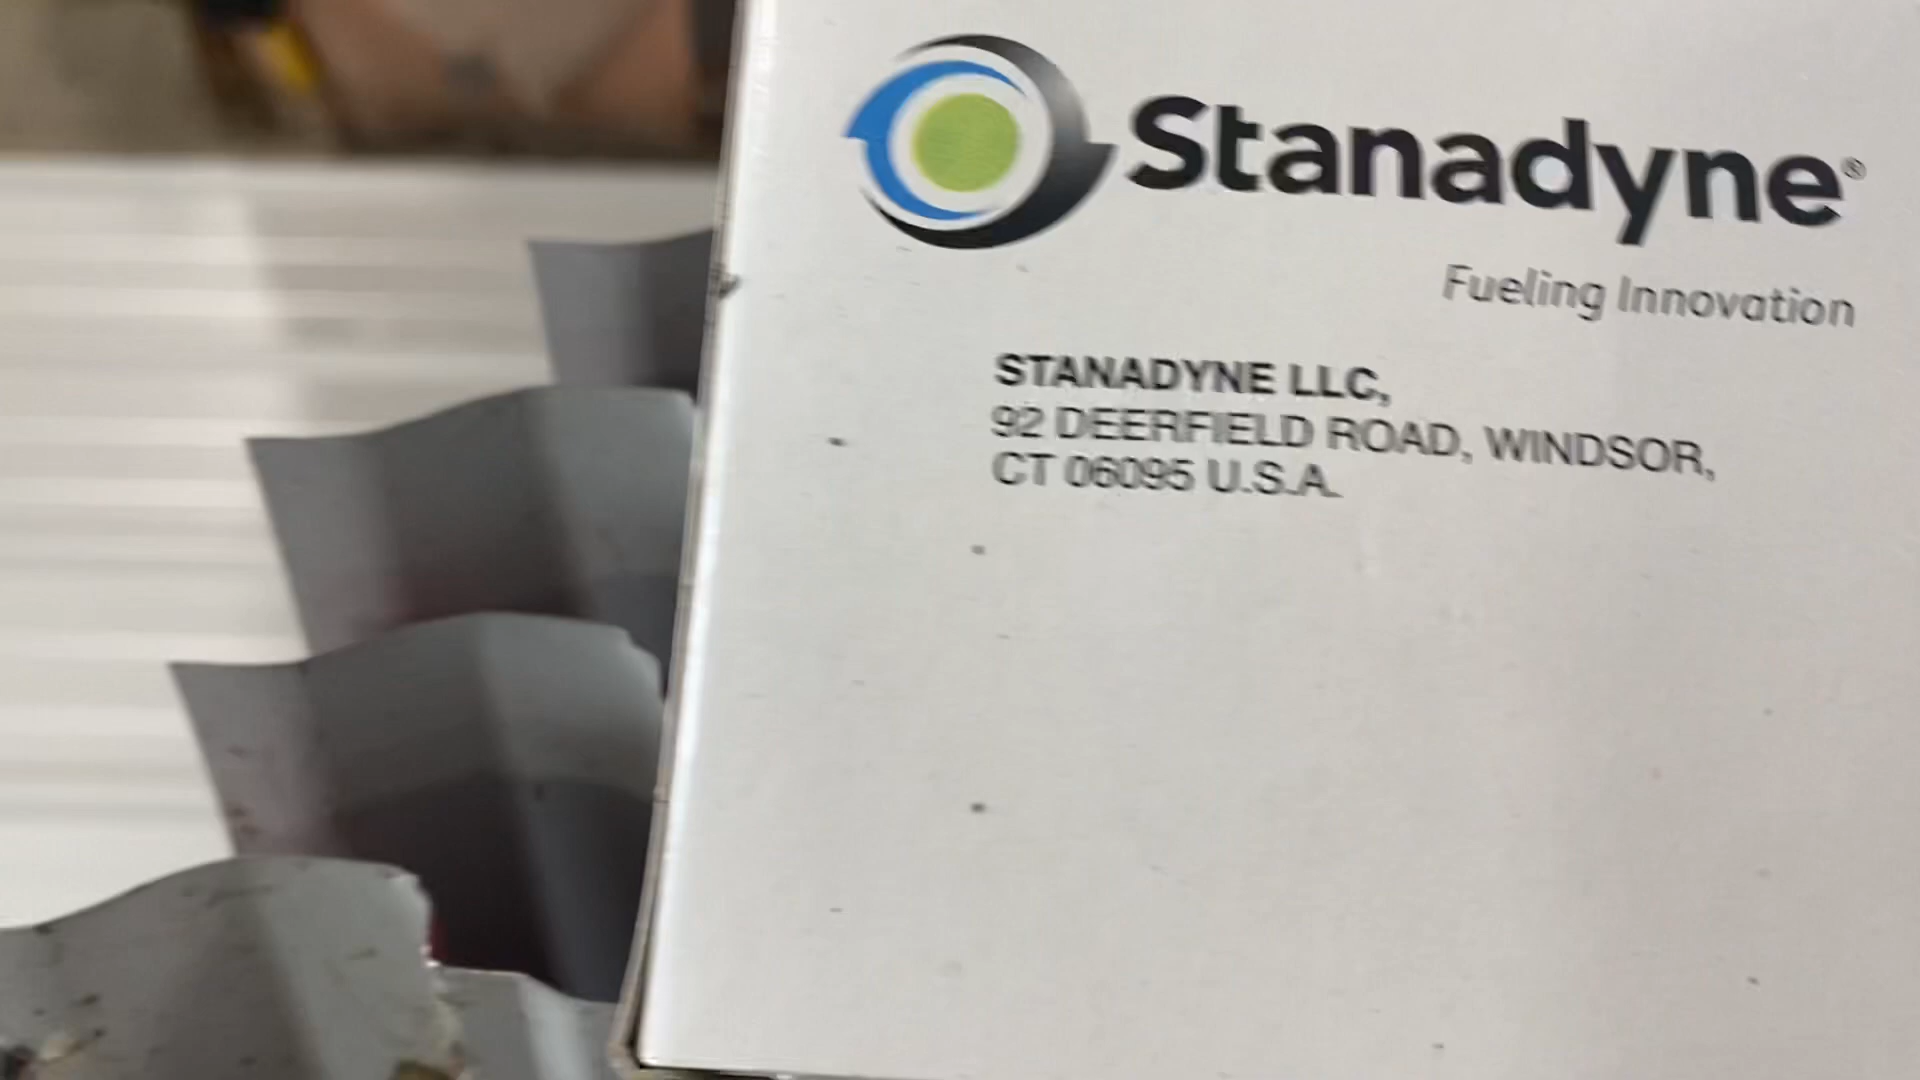 Stanadyne®
Fueling Innovation
STANADYNE LLC,
92 DEERFIELD ROAD, WINDSOR,
CT 06095 U.S.A.